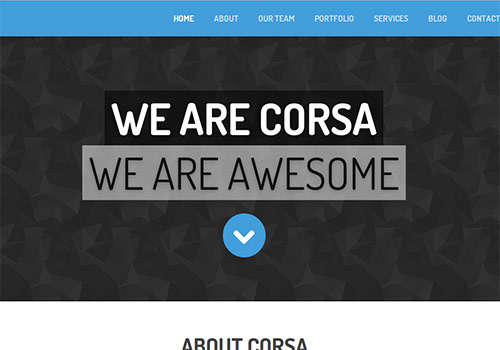 HOME ABOUT OUR TEAM PORTFOLIO SERVICES BLOG CONTACT
WE ARE CORSA
WE ARE AWESOME
ABOUT CORSA